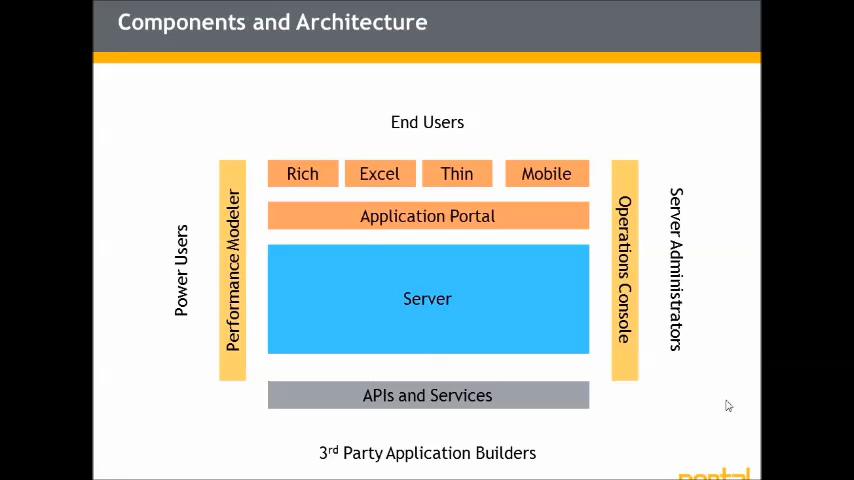 Components and Architecture
End Users
Rich
Excel
Thin
Mobile
Application Portal
Power Users
Performance Modeler
Server
Operations Console
Server Administrators
APIs and Services
3rd Party Application Builders